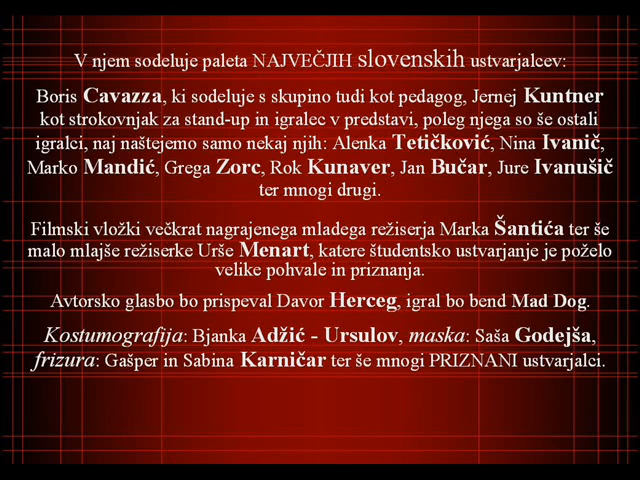 V njem sodeluje paleta NAJVEČJIH slovenskih ustvarjalcev:
Boris Cavazza, ki sodeluje s skupino tudi kot pedagog, Jernej Kuntner
kot strokovnjak za stand-up in igralec v predstavi, poleg njega so še ostali
igralci, naj naštejemo samo nekaj njih: Alenka Tetičković, Nina Ivanič,
Marko Mandić, Grega Zorc, Rok Kunaver, Jan Bučar, Jure Ivanušič
ter mnogi drugi.
Filmski vložki večkrat nagrajenega mladega režiserja Marka Šantića ter še
malo mlajše režiserke Urše Menart, katere študentsko ustvarjanje je poželo
velike pohvale in priznanja.
Avtorsko glasbo bo prispeval Davor Herceg, igral bo bend Mad Dog.
Kostumografija: Bjanka Adžić - Ursulov, maska: Saša Godejša,
frizura: Gašper in Sabina Karničar ter še mnogi PRIZNANI ustvarjalci.